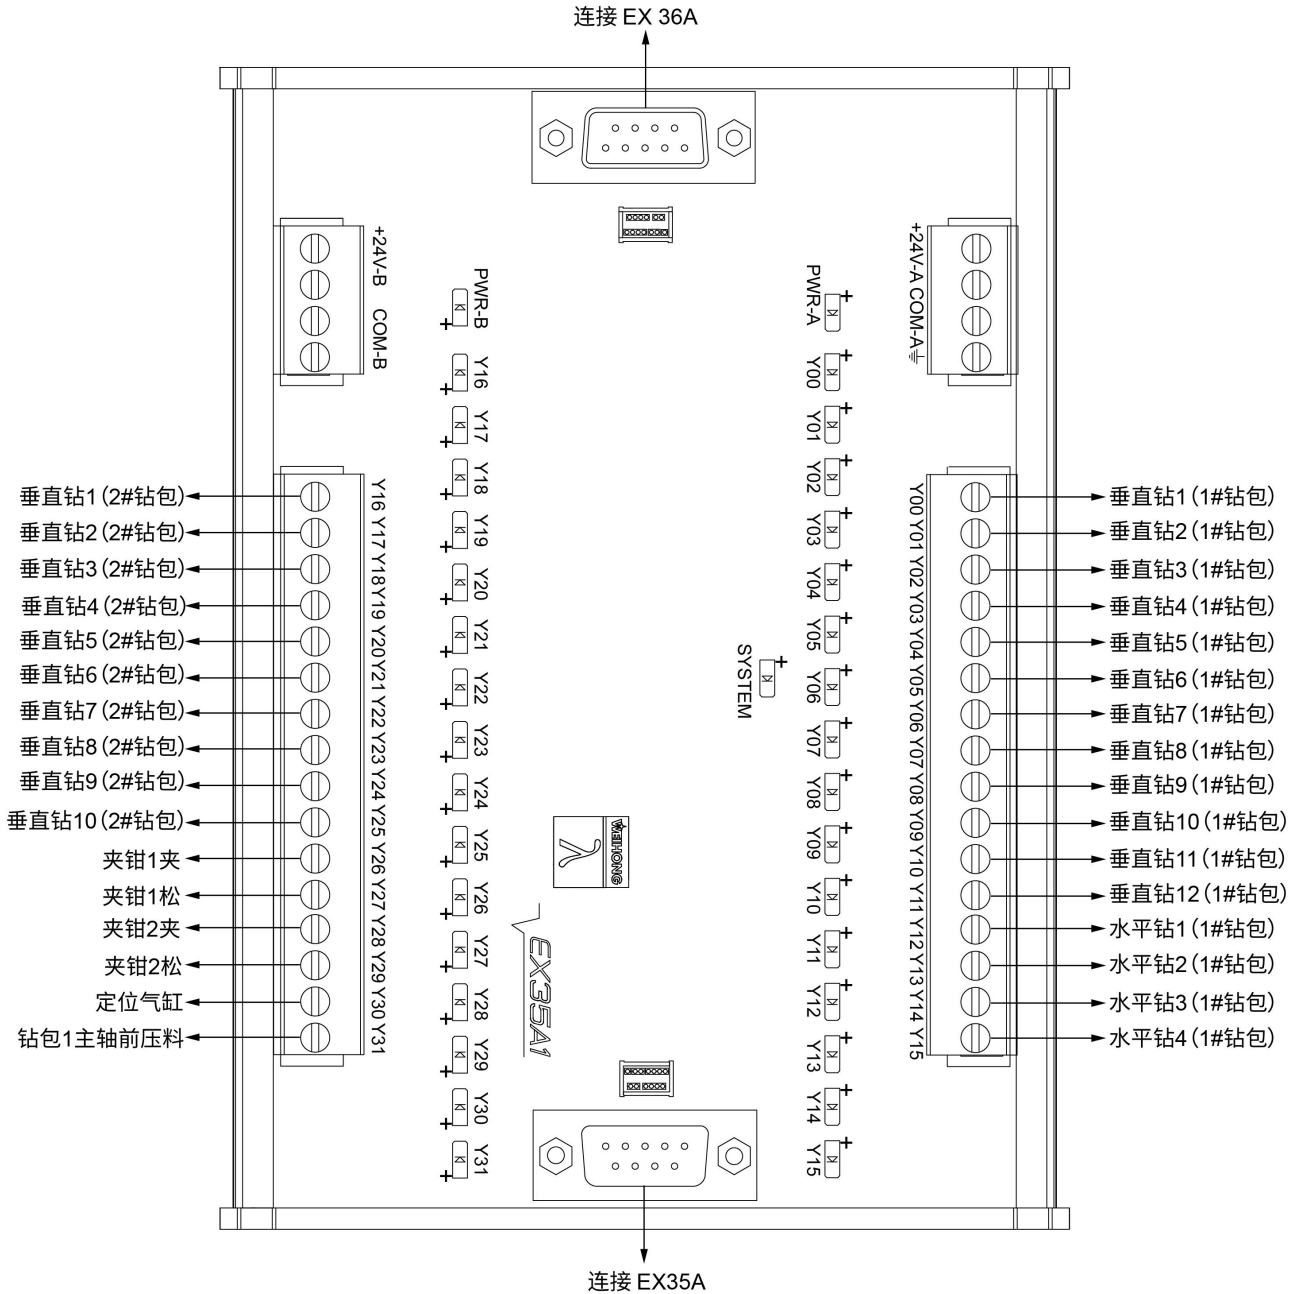 连接 EX 36A
+24V-B COM-B
PWR-B
Y16
Y17
Y18
Y19
Y20
Y21
Y22
Y23
Y24
Y25
Y26
Y27
Y28
Y29
Y30
Y31
+24V-A COM-A
PWR-A
Y00
Y01
Y02
Y03
Y04
Y05
Y06
Y07
Y08
Y09
Y10
Y11
Y12
Y13
Y14
Y15
SYSTEM
WEIHONG
EX35A1
垂直钻1 (2#钻包)
垂直钻2 (2#钻包)
垂直钻3 (2#钻包)
垂直钻4 (2#钻包)
垂直钻5 (2#钻包)
垂直钻6 (2#钻包)
垂直钻7 (2#钻包)
垂直钻8 (2#钻包)
垂直钻9 (2#钻包)
垂直钻10 (2#钻包)
夹钳1夹
夹钳1松
夹钳2夹
夹钳2松
定位气缸
钻包1主轴前压料
Y16 Y17 Y18 Y19 Y20 Y21 Y22 Y23 Y24 Y25 Y26 Y27 Y28 Y29 Y30 Y31
Y00 Y01 Y02 Y03 Y04 Y05 Y06 Y07 Y08 Y09 Y10 Y11 Y12 Y13 Y14 Y15
垂直钻1 (1#钻包)
垂直钻2 (1#钻包)
垂直钻3 (1#钻包)
垂直钻4 (1#钻包)
垂直钻5 (1#钻包)
垂直钻6 (1#钻包)
垂直钻7 (1#钻包)
垂直钻8 (1#钻包)
垂直钻9 (1#钻包)
垂直钻10 (1#钻包)
垂直钻11 (1#钻包)
垂直钻12 (1#钻包)
水平钻1 (1#钻包)
水平钻2 (1#钻包)
水平钻3 (1#钻包)
水平钻4 (1#钻包)
连接 EX35A